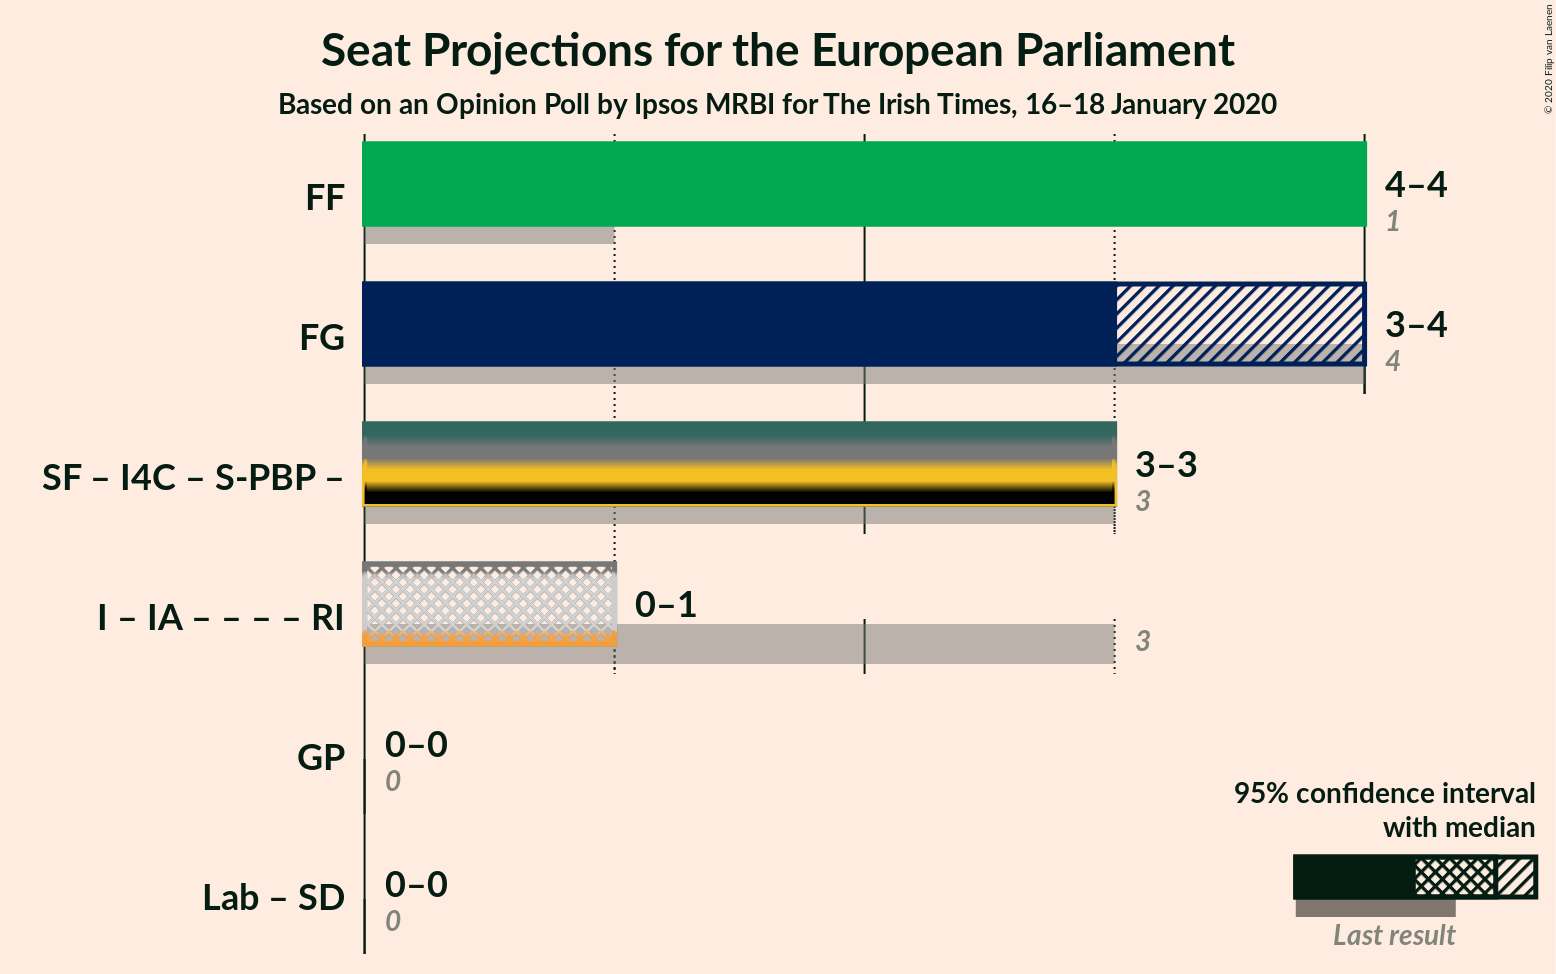 Seat Projections for the European Parliament
Based on an Opinion Poll by Ipsos MRBI for The Irish Times, 16–18 January 2020
© 2020 Filip van Laenen
FF
4–4
1
FG
3–4
4
SF – I4C – S-PBP –
3–3
3
I – IA – – – – RI
0–1
3
GP
0–0
0
Lab – SD
0–0
0
95% confidence interval
with median
Last result